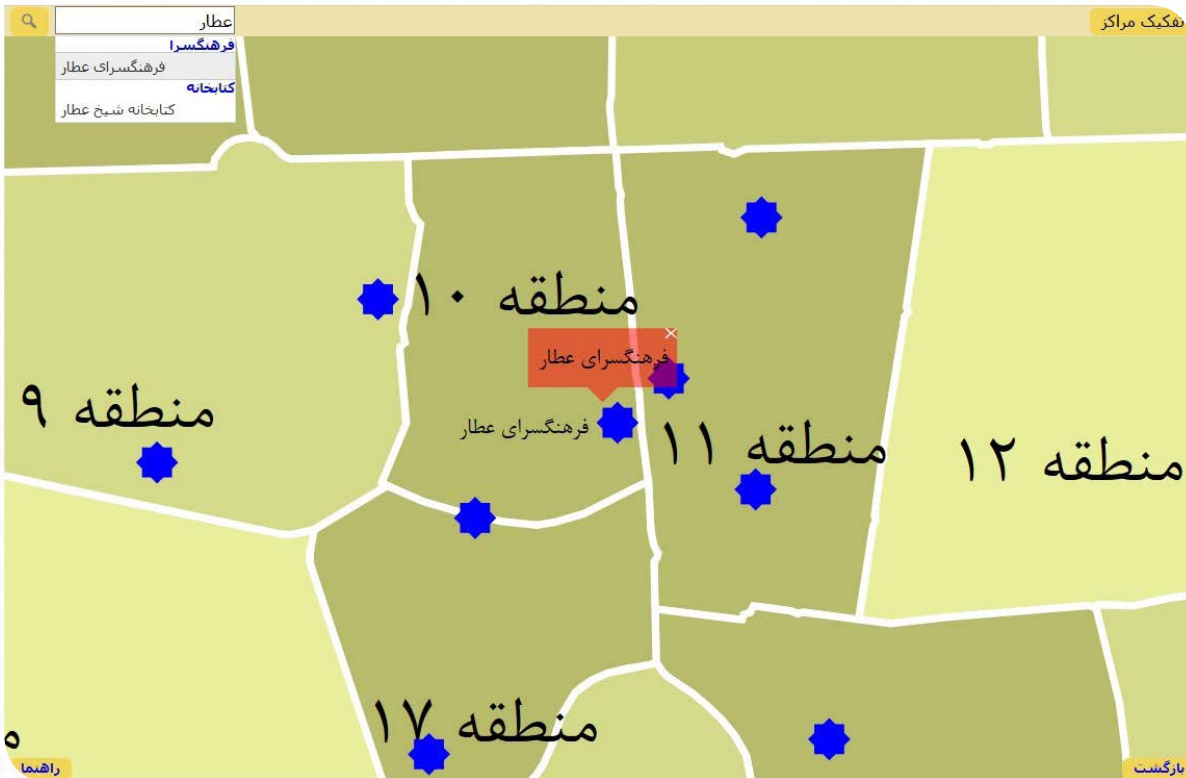 تفکیک مراکز
عطار
فرهنگسرا
فرهنگسرای عطار
کتابخانه
کتابخانه شیخ عطار
منطقه ۱۰
فرهنگسرای عطار
منطقه ۹
فرهنگسرای عطار
منطقه ۱۱
منطقه ۱۲
منطقه ۱۷
راهنما
بازگشت